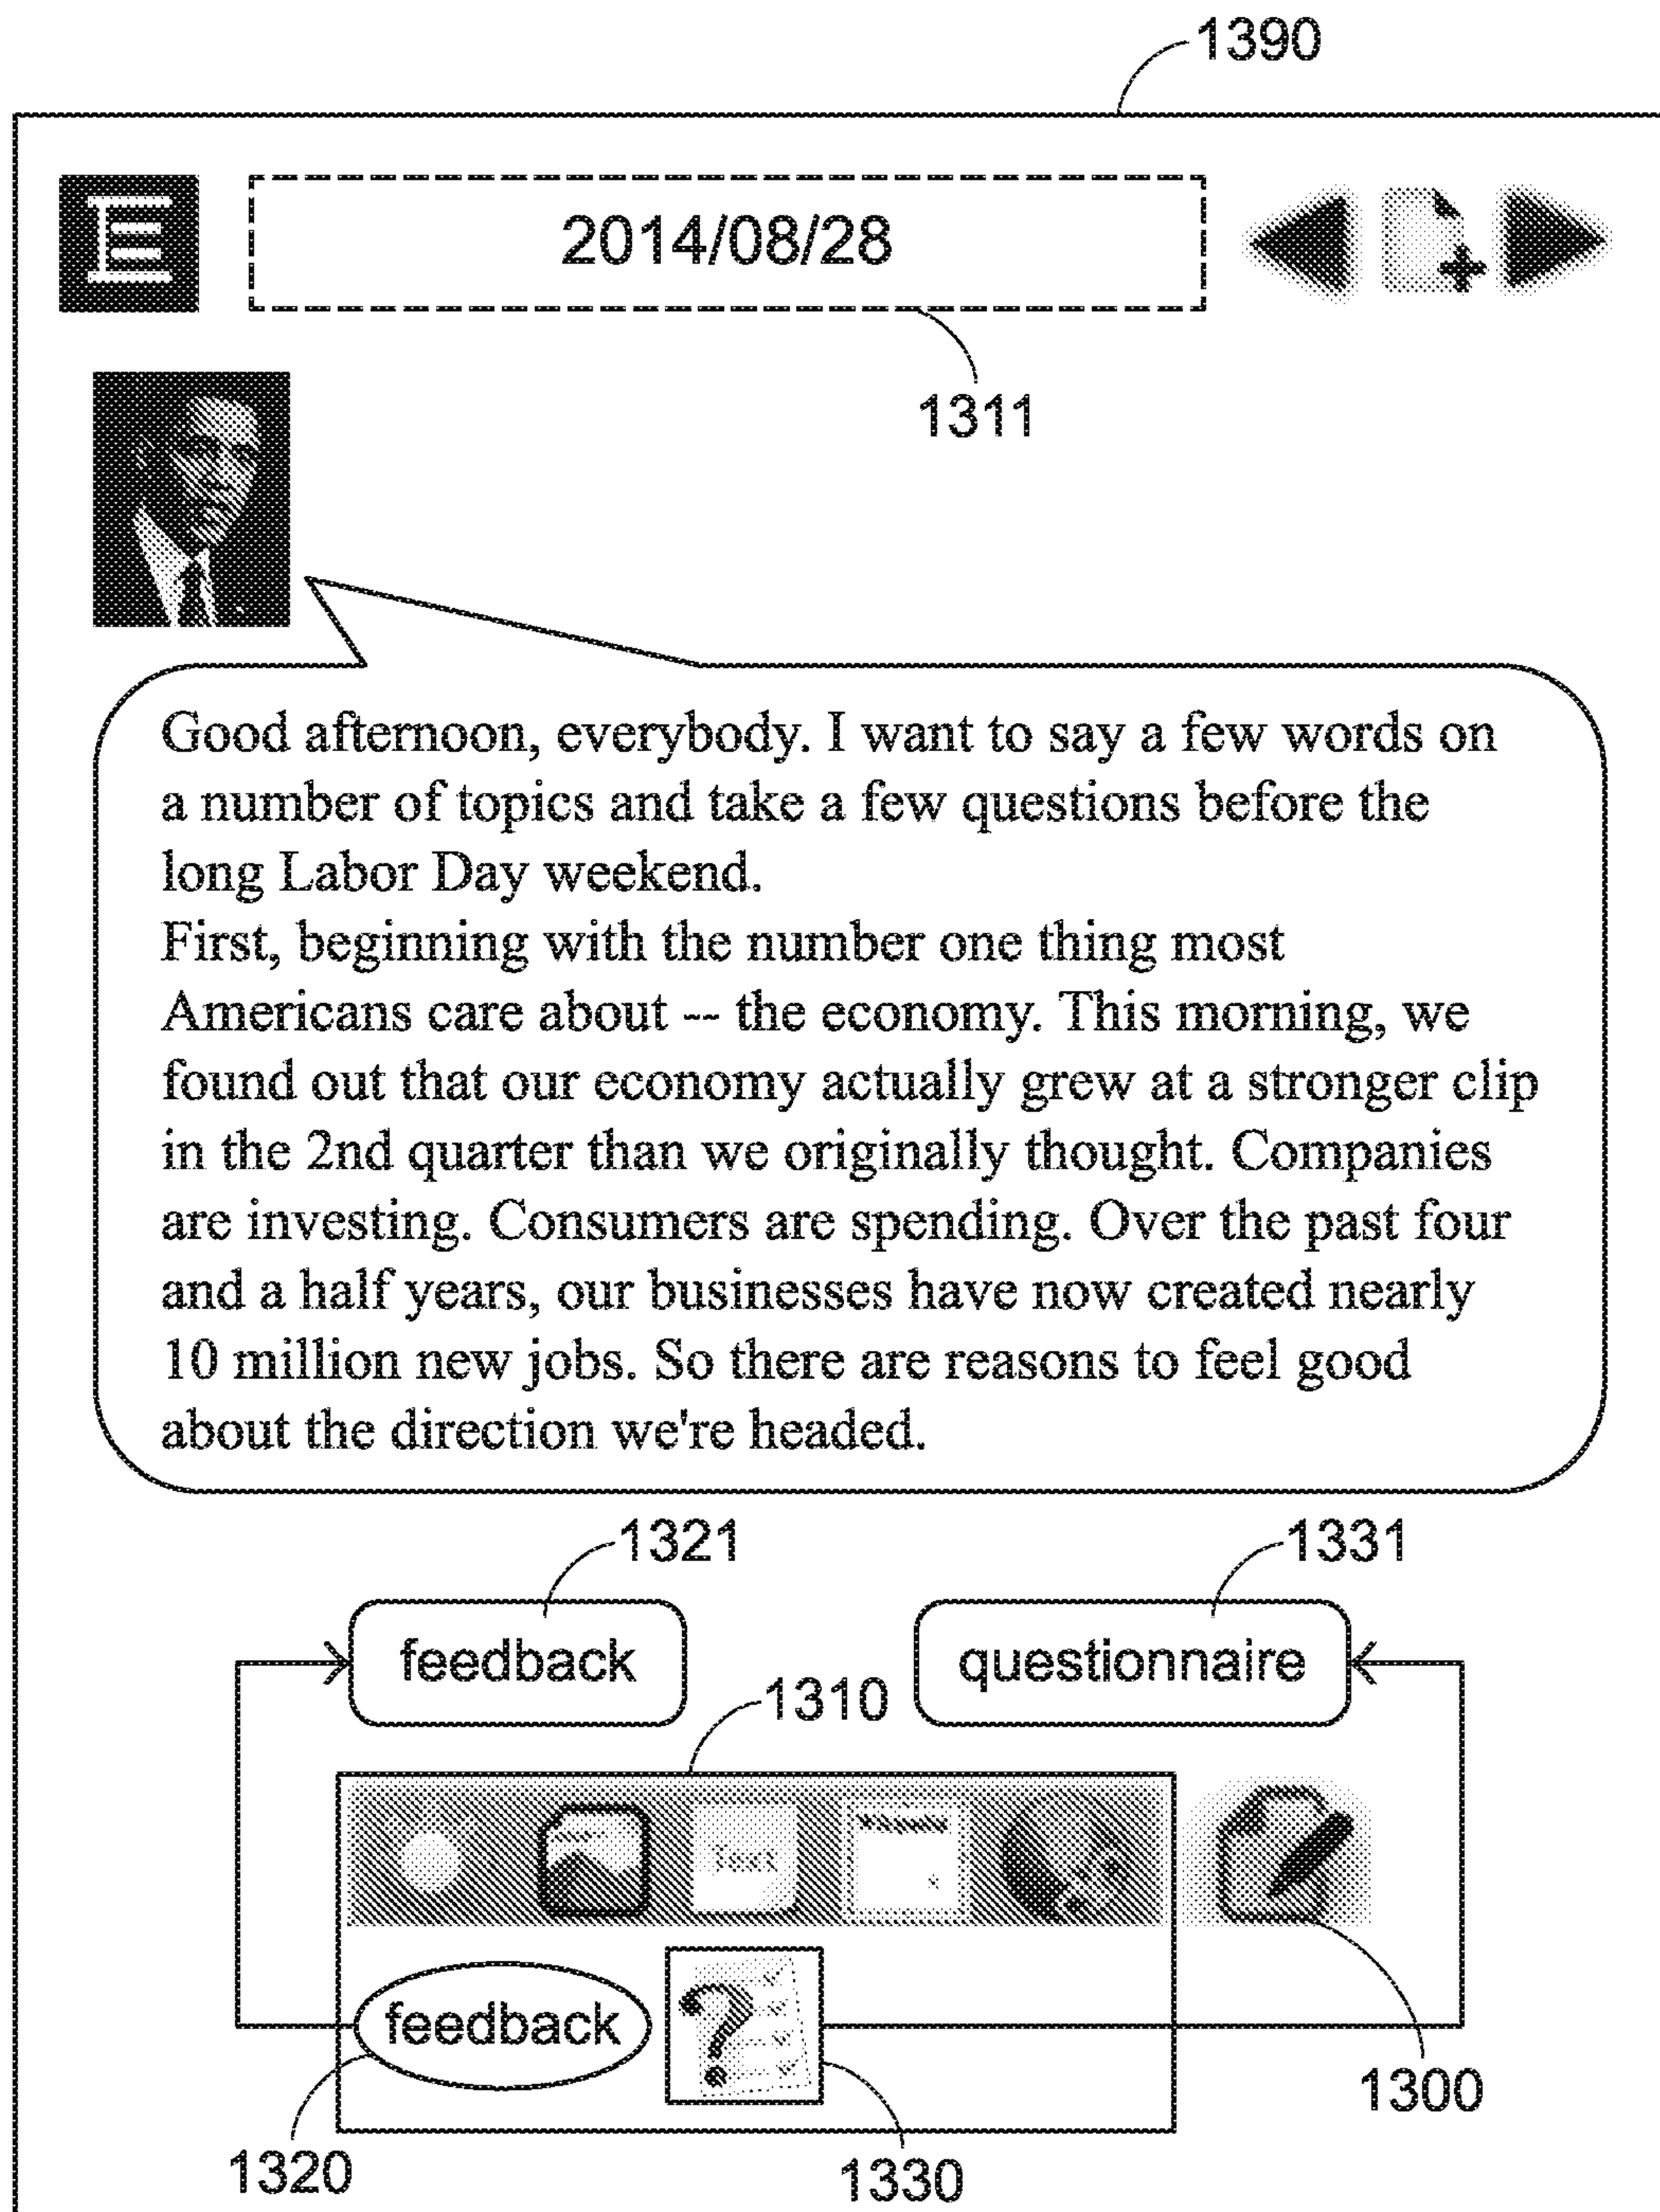 1390
2014/08/28
1311
Good afternoon, everybody. I want to say a few words on
a number of topics and take a few questions before the
long Labor Day weekend.
First, beginning with the number one thing most
Americans care about -- the economy. This morning, we
found out that our economy actually grew at a stronger clip
in the 2nd quarter than we originally thought. Companies
are investing. Consumers are spending. Over the past four
and a half years, our businesses have now created nearly
10 million new jobs. So there are reasons to feel good
about the direction we're headed.
1321
1331
feedback
questionnaire
1310
Text
feedback
?
1300
1320
1330